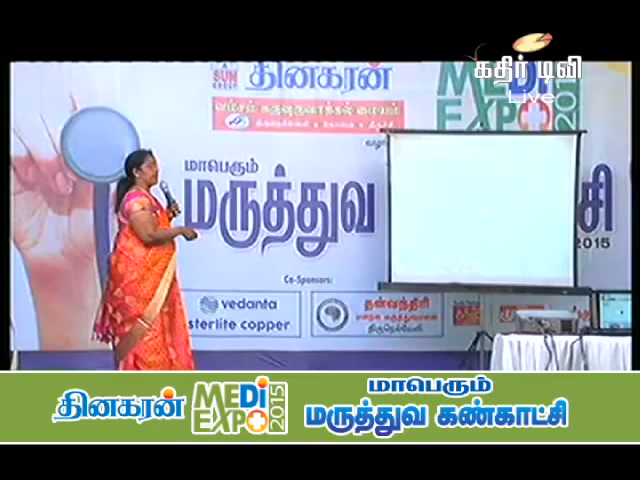 கதிர் டிவி
Live
SUN
GROUP
தினகரன்
MEDi
EXPO
2015
மாபெரும்
மருத்துவ
சி
2015
Co-Sponsors:
vedanta
sterlite copper
தன்வந்திரி
திருநெல்வேலி
தினகரன்
MEDi
EXPO
2015
மாபெரும்
மருத்துவ கண்காட்சி